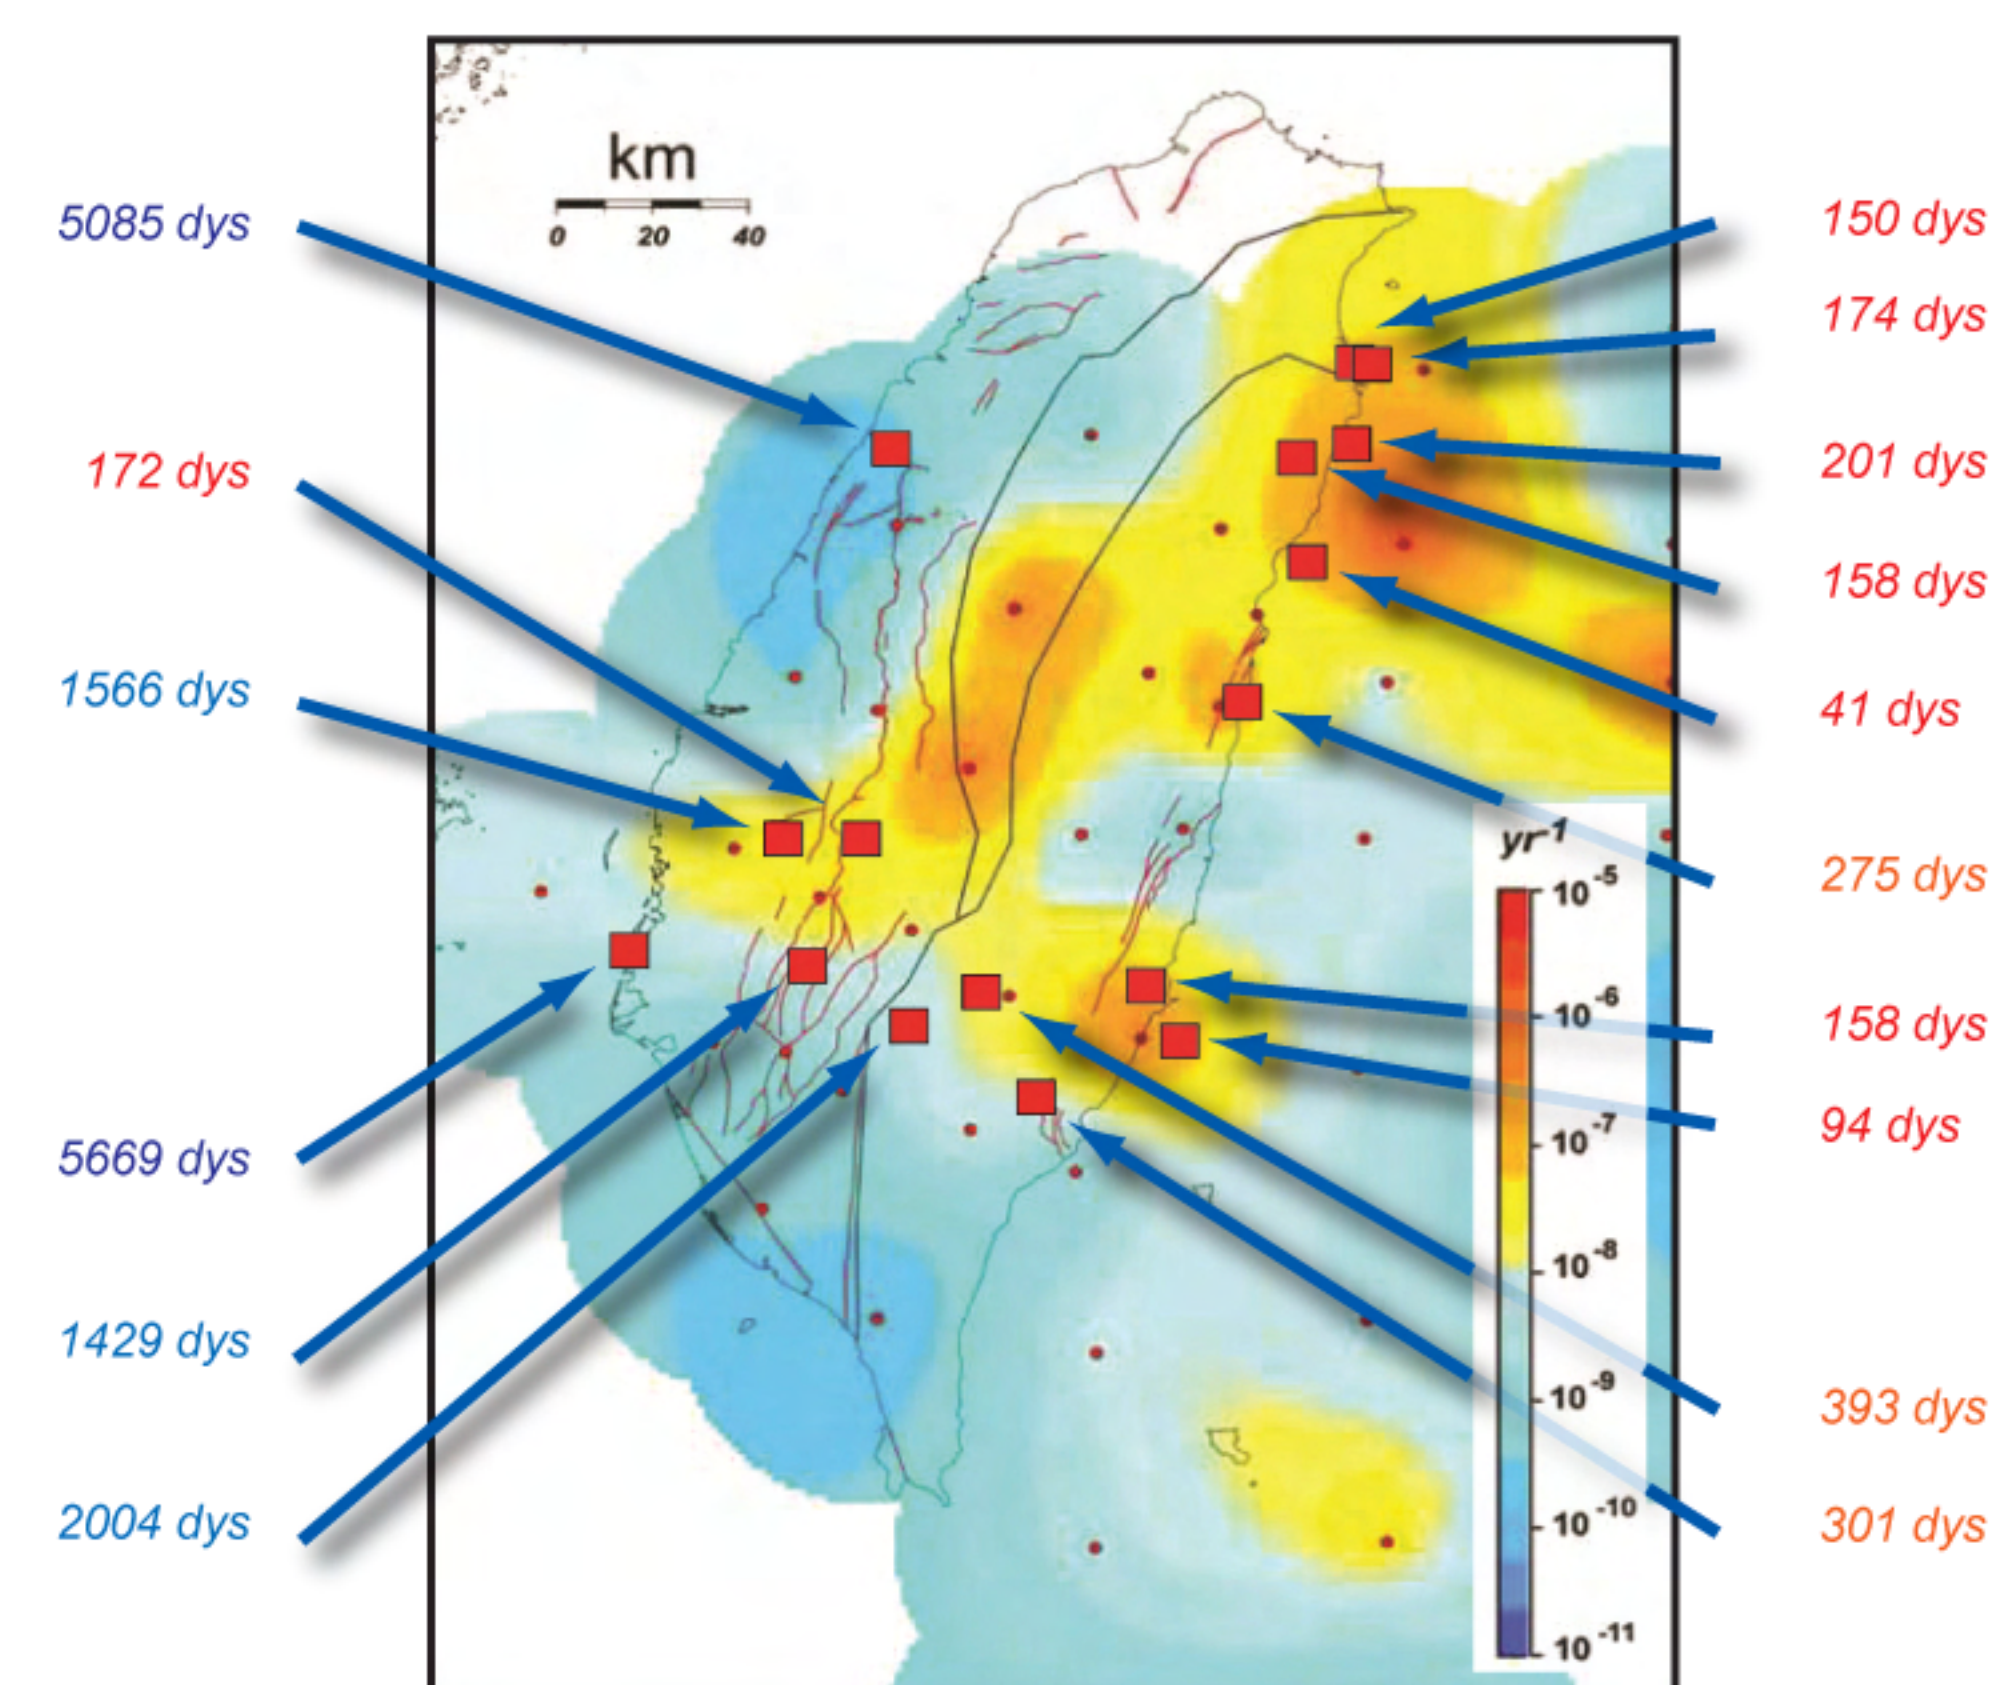 km
0 20 40
5085 dys
172 dys
1566 dys
5669 dys
1429 dys
2004 dys
150 dys
174 dys
201 dys
158 dys
41 dys
275 dys
158 dys
94 dys
393 dys
301 dys
yr-1
10-5
10-6
10-7
10-8
10-9
10-10
10-11